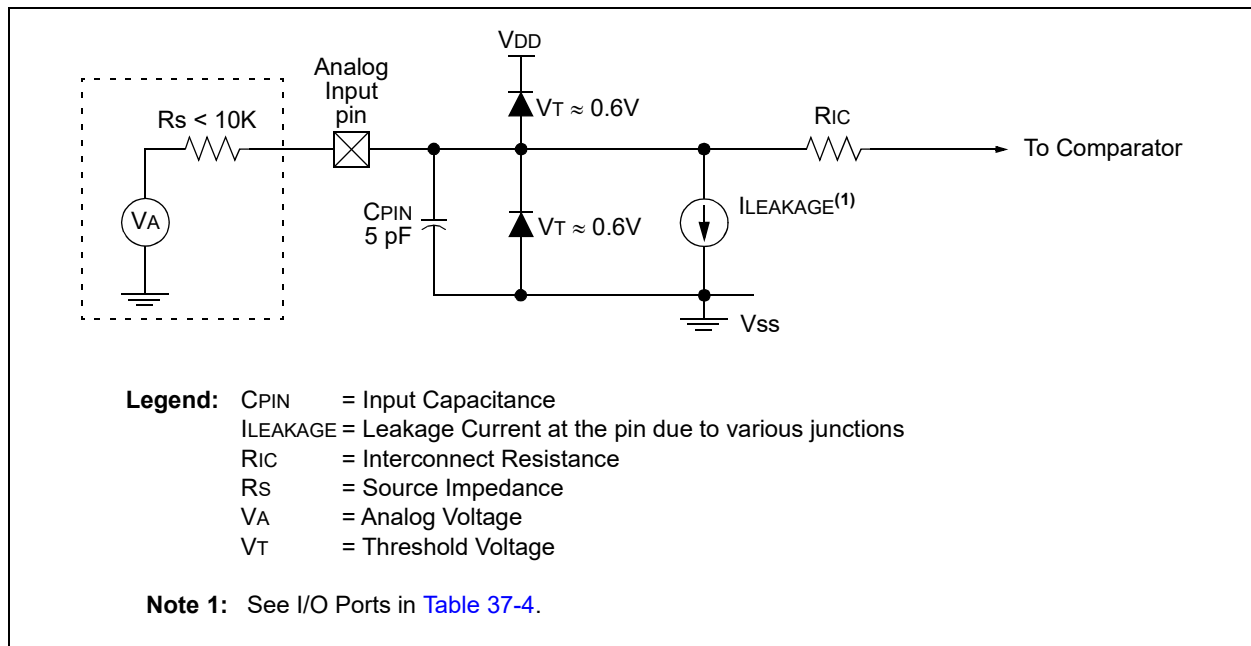 VDD
Analog
Input
pin
Rs < 10K
VT ≈ 0.6V
RIC
To Comparator
VA
CPIN
5 pF
VT ≈ 0.6V
ILEAKAGE(1)
Vss
Legend: CPIN = Input Capacitance
ILEAKAGE = Leakage Current at the pin due to various junctions
RIC = Interconnect Resistance
RS = Source Impedance
VA = Analog Voltage
VT = Threshold Voltage
Note 1: See I/O Ports in Table 37-4.